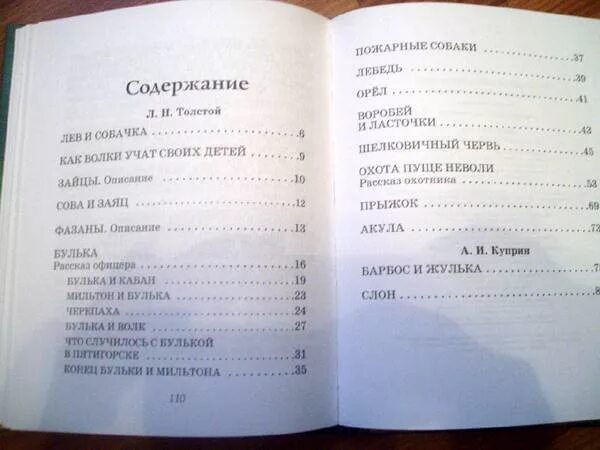 Содержание
Л. Н. Толстой
ЛЕВ И СОБАЧКА 6
КАК ВОЛКИ УЧАТ СВОИХ ДЕТЕЙ 9
ЗАЙЦЫ. Описание 10
СОВА И ЗАЯЦ 12
ФАЗАНЫ. Описание 13
БУЛЬКА
Рассказ офицера 16
БУЛЬКА И КАБАН 19
МИЛЬТОН И БУЛЬКА 23
ЧЕРЕПАХА 24
БУЛЬКА И ВОЛК 27
ЧТО СЛУЧИЛОСЬ С БУЛЬКОЙ
В ПЯТИГОРСКЕ 31
КОНЕЦ БУЛЬКИ И МИЛЬТОНА 35
110
ПОЖАРНЫЕ СОБАКИ 37
ЛЕБЕДЬ 39
ОРЁЛ 41
ВОРОБЕЙ
И ЛАСТОЧКИ 43
ШЕЛКОВИЧНЫЙ ЧЕРВЬ 45
ОХОТА ПУЩЕ НЕВОЛИ
Рассказ охотника 53
ПРЫЖОК 69
АКУЛА 73
А. И. Куприн
БАРБОС И ЖУЛЬКА
СЛОН